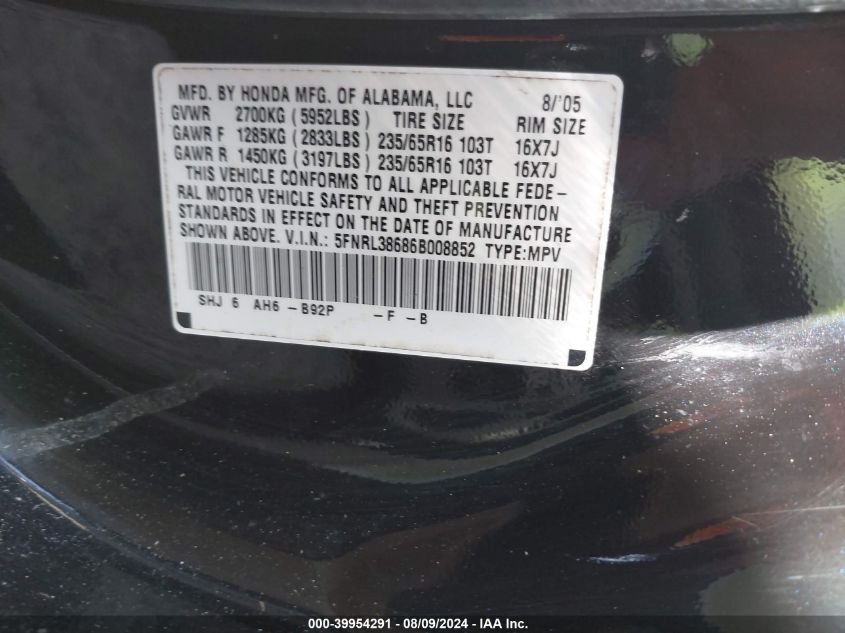 MFD. BY HONDA MFG. OF ALABAMA, LLC 8/'05
GVWR 2700KG (5952LBS) TIRE SIZE RIM SIZE
GAWR F 1285KG (2833LBS) 235/65R16 103T 16X7J
GAWR R 1450KG (3197LBS) 235/65R16 103T 16X7J
THIS VEHICLE CONFORMS TO ALL APPLICABLE FEDE-
RAL MOTOR VEHICLE SAFETY AND THEFT PREVENTION
STANDARDS IN EFFECT ON THE DATE OF MANUFACTURE
SHOWN ABOVE. V.I.N.: 5FNRL38686B008852 TYPE:MPV
SHJ 6 AH6 -B92P -F -B
000-39954291 - 08/09/2024 - IAA Inc.